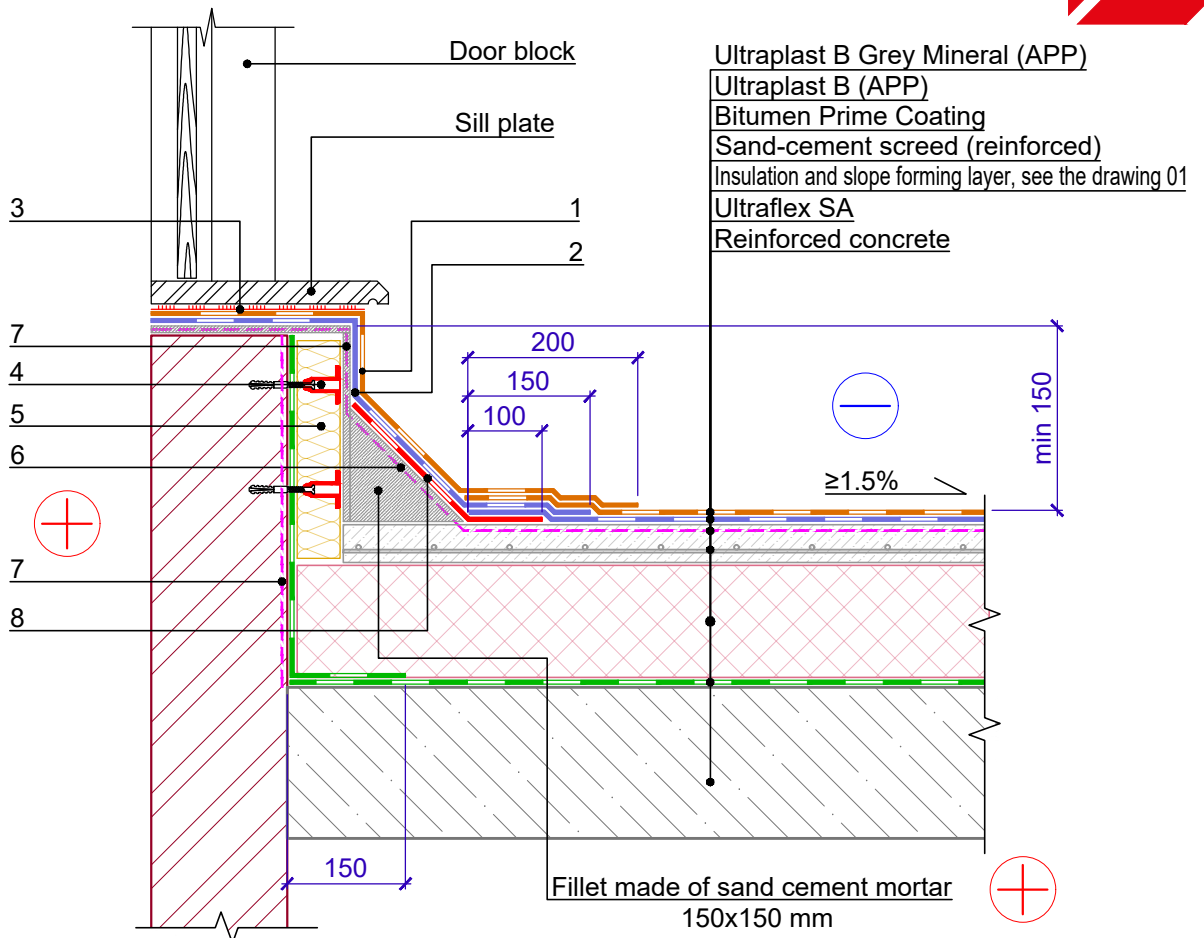 Door block
Sill plate
Ultraplast B Grey Mineral (APP)
Ultraplast B (APP)
Bitumen Prime Coating
Sand-cement screed (reinforced)
Insulation and slope forming layer, see the drawing 01
Ultraflex SA
Reinforced concrete
3
1
2
7
4
5
6
7
8
200
150
100
min 150
≥1.5%
150
Fillet made of sand cement mortar
150x150 mm